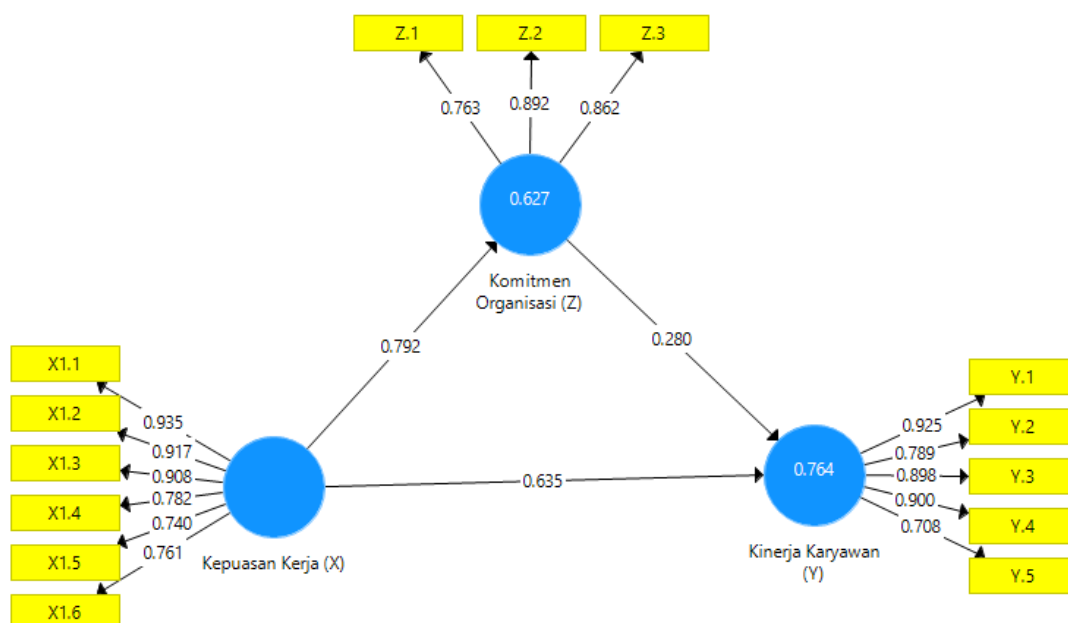 Z.1
Z.2
Z.3
0.763
0.892
0.862
0.627
Komitmen
Organisasi (Z)
0.792
0.280
X1.1
X1.2
X1.3
X1.4
X1.5
X1.6
0.935
0.917
0.908
0.782
0.740
0.761
Kepuasan Kerja (X)
0.635
0.764
Kinerja Karyawan
(Y)
0.925
0.789
0.898
0.900
0.708
Y.1
Y.2
Y.3
Y.4
Y.5